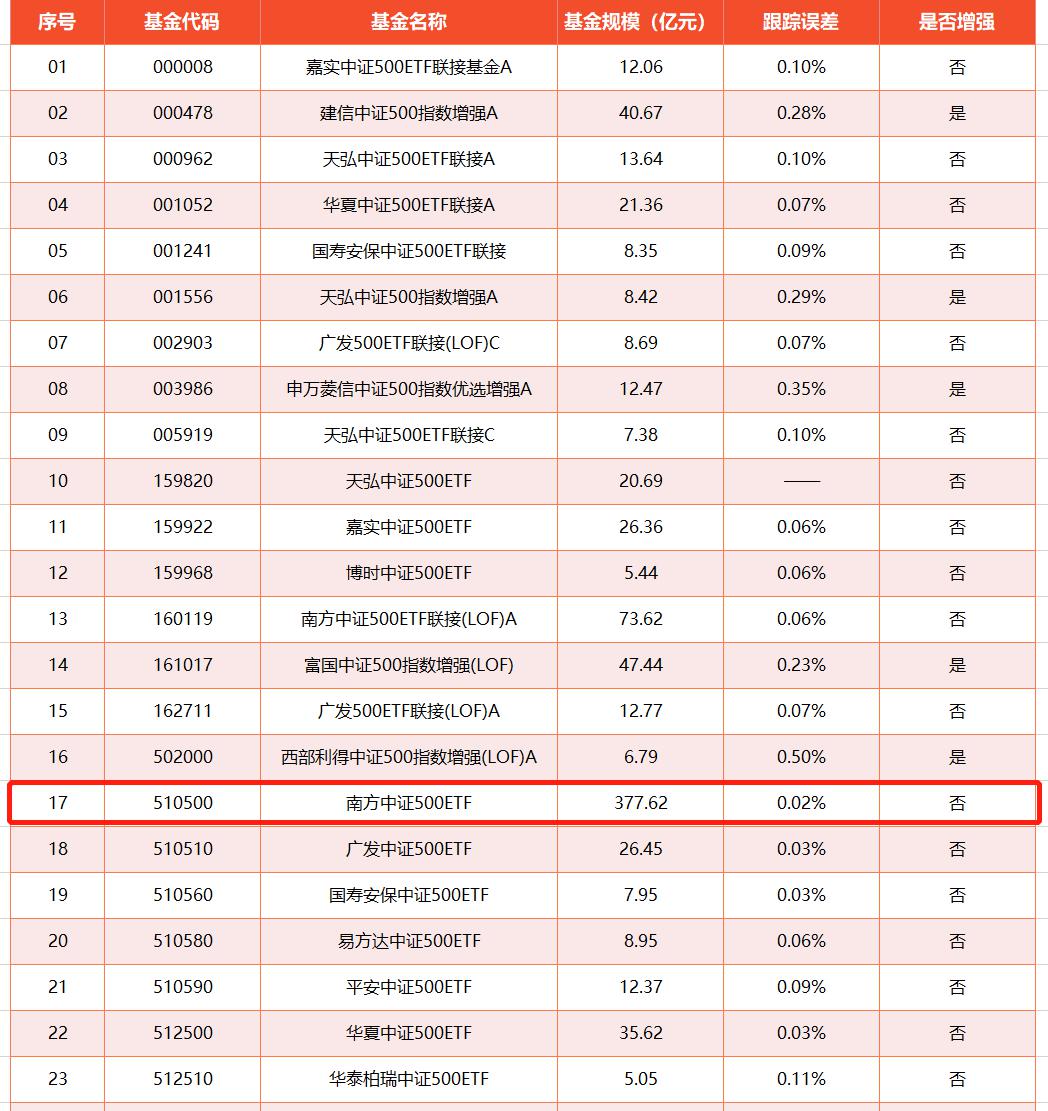 序号 基金代码 基金名称 基金规模（亿元） 跟踪误差 是否增强
01 000008 嘉实中证500ETF联接基金A 12.06 0.10% 否
02 000478 建信中证500指数增强A 40.67 0.28% 是
03 000962 天弘中证500ETF联接A 13.64 0.10% 否
04 001052 华夏中证500ETF联接A 21.36 0.07% 否
05 001241 国寿安保中证500ETF联接 8.35 0.09% 否
06 001556 天弘中证500指数增强A 8.42 0.29% 是
07 002903 广发500ETF联接(LOF)C 8.69 0.07% 否
08 003986 申万菱信中证500指数优选增强A 12.47 0.35% 是
09 005919 天弘中证500ETF联接C 7.38 0.10% 否
10 159820 天弘中证500ETF 20.69 —— 否
11 159922 嘉实中证500ETF 26.36 0.06% 否
12 159968 博时中证500ETF 5.44 0.06% 否
13 160119 南方中证500ETF联接(LOF)A 73.62 0.06% 否
14 161017 富国中证500指数增强(LOF) 47.44 0.23% 是
15 162711 广发500ETF联接(LOF)A 12.77 0.07% 否
16 502000 西部利得中证500指数增强(LOF)A 6.79 0.50% 是
17 510500 南方中证500ETF 377.62 0.02% 否
18 510510 广发中证500ETF 26.45 0.03% 否
19 510560 国寿安保中证500ETF 7.95 0.03% 否
20 510580 易方达中证500ETF 8.95 0.06% 否
21 510590 平安中证500ETF 12.37 0.09% 否
22 512500 华夏中证500ETF 35.62 0.03% 否
23 512510 华泰柏瑞中证500ETF 5.05 0.11% 否